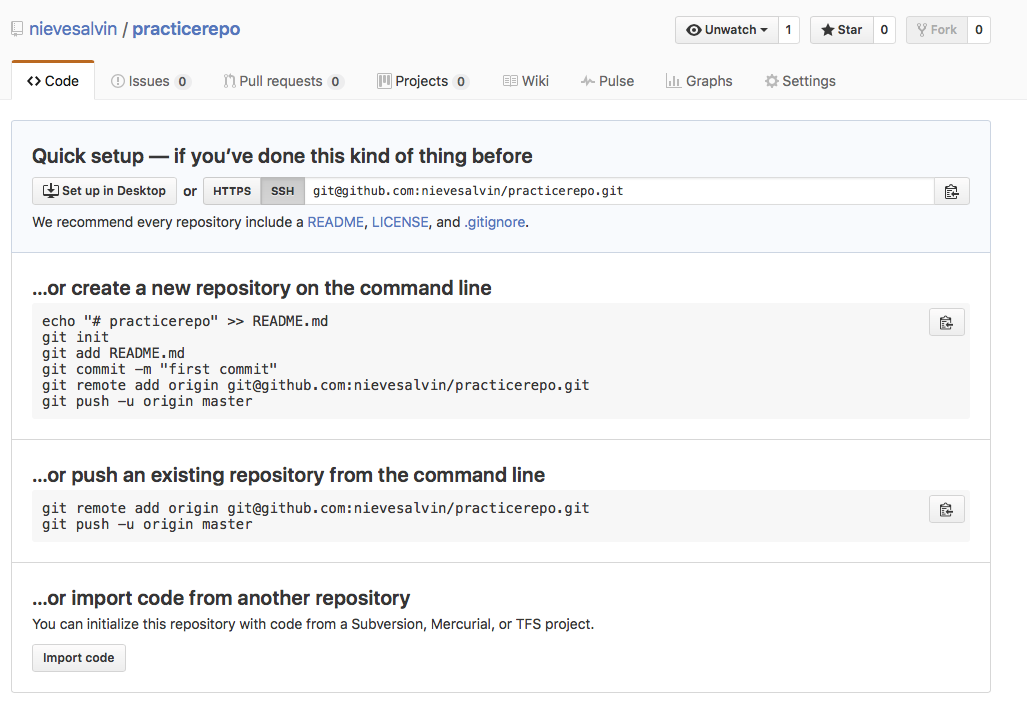 nievesalvin / practicerepo
Unwatch 1 Star 0 Fork 0
Code Issues 0 Pull requests 0 Projects 0 Wiki Pulse Graphs Settings
Quick setup — if you’ve done this kind of thing before
Set up in Desktop or HTTPS SSH git@github.com:nievesalvin/practicerepo.git
We recommend every repository include a README, LICENSE, and .gitignore.
…or create a new repository on the command line
echo "# practicerepo" >> README.md
git init
git add README.md
git commit -m "first commit"
git remote add origin git@github.com:nievesalvin/practicerepo.git
git push -u origin master
…or push an existing repository from the command line
git remote add origin git@github.com:nievesalvin/practicerepo.git
git push -u origin master
…or import code from another repository
You can initialize this repository with code from a Subversion, Mercurial, or TFS project.
Import code